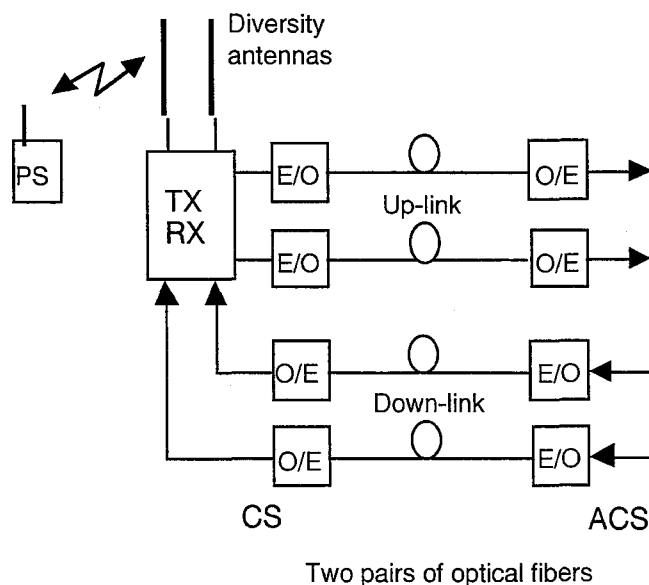 Diversity
antennas
PS
TX
RX
E/O
O/E
Up-link
E/O
O/E
O/E
E/O
Down-link
O/E
E/O
CS
ACS
Two pairs of optical fibers